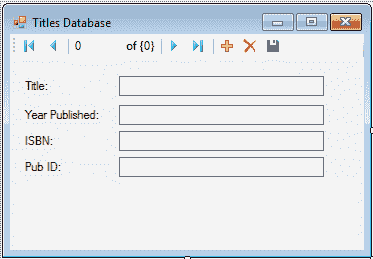 Titles Database
0 of {0}
Title:
Year Published:
ISBN:
Pub ID: